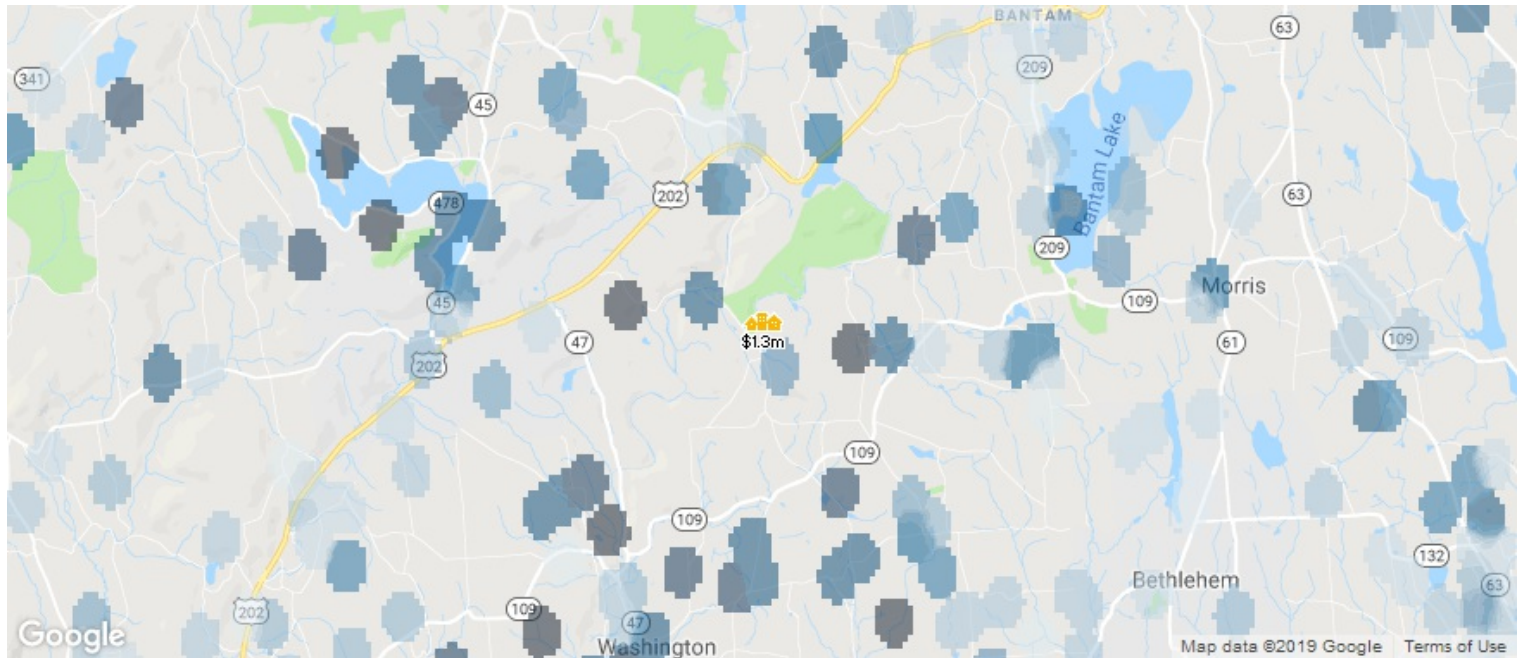 BANTAM
63
341
209
45
Bantam Lake
202
478
63
209
45
Morris
109
$1.3m
47
61
109
202
109
109
132
Bethlehem
63
202
109
47
Google
Washington
Map data ©2019 Google
Terms of Use